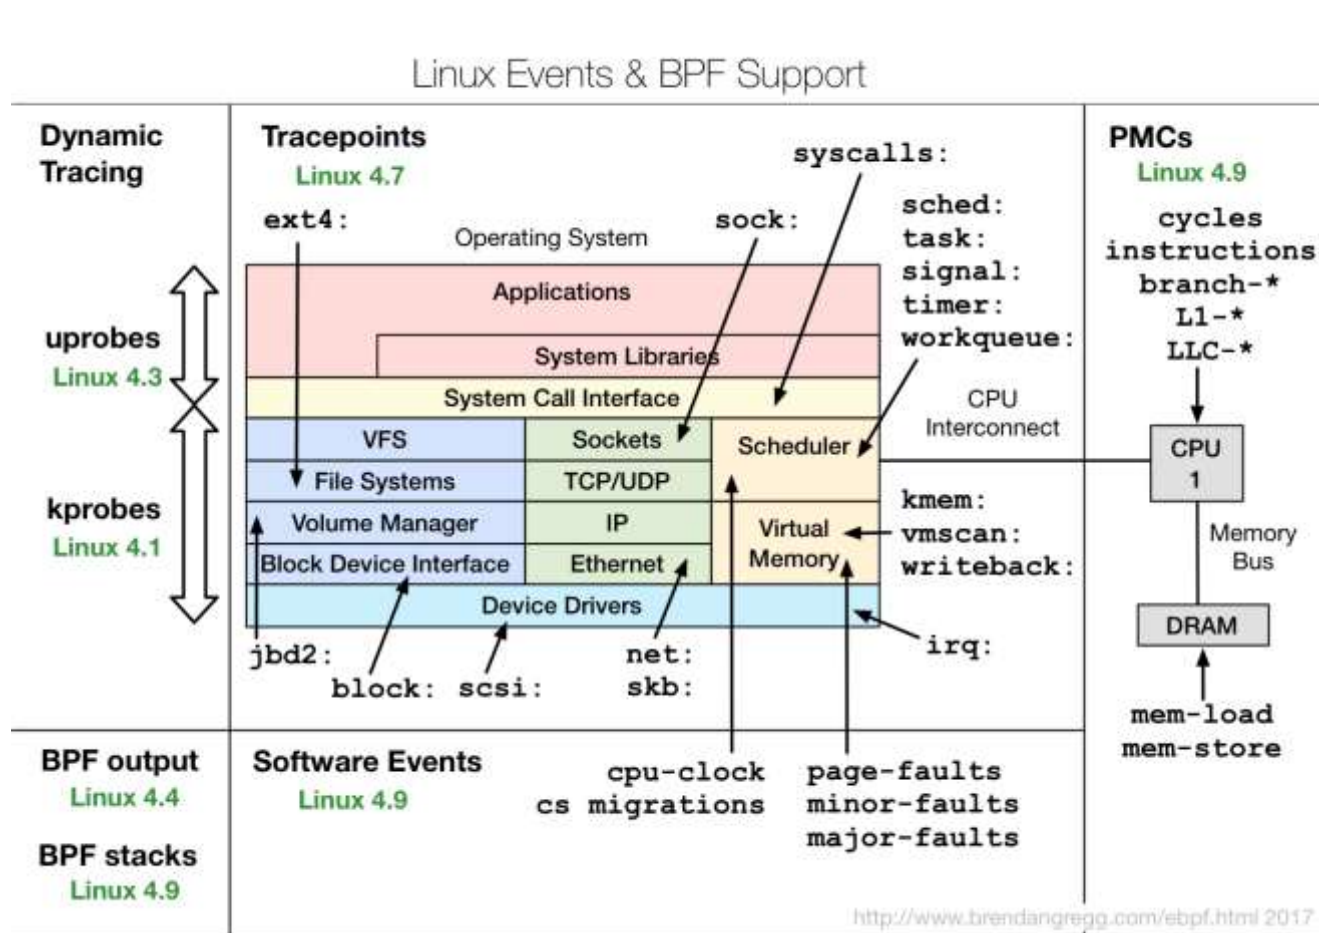 Linux Events & BPF Support
Dynamic
Tracing
uprobes
Linux 4.3
kprobes
Linux 4.1
Tracepoints
Linux 4.7
syscalls:
ext4:
sock:
sched:
task:
signal:
timer:
workqueue:
Operating System
Applications
System Libraries
System Call Interface
VFS
Sockets
Scheduler
File Systems
TCP/UDP
Volume Manager
IP
Virtual
Memory
Block Device Interface
Ethernet
Device Drivers
CPU
Interconnect
kmem:
vmscan:
writeback:
irq:
jbd2:
block:
scsi:
net:
skb:
PMCs
Linux 4.9
cycles
instructions
branch-*
L1-*
LLC-*
CPU
1
Memory
Bus
DRAM
mem-load
mem-store
BPF output
Linux 4.4
BPF stacks
Linux 4.9
Software Events
Linux 4.9
cpu-clock
cs migrations
page-faults
minor-faults
major-faults
http://www.brendangregg.com/ebpf.html 2017